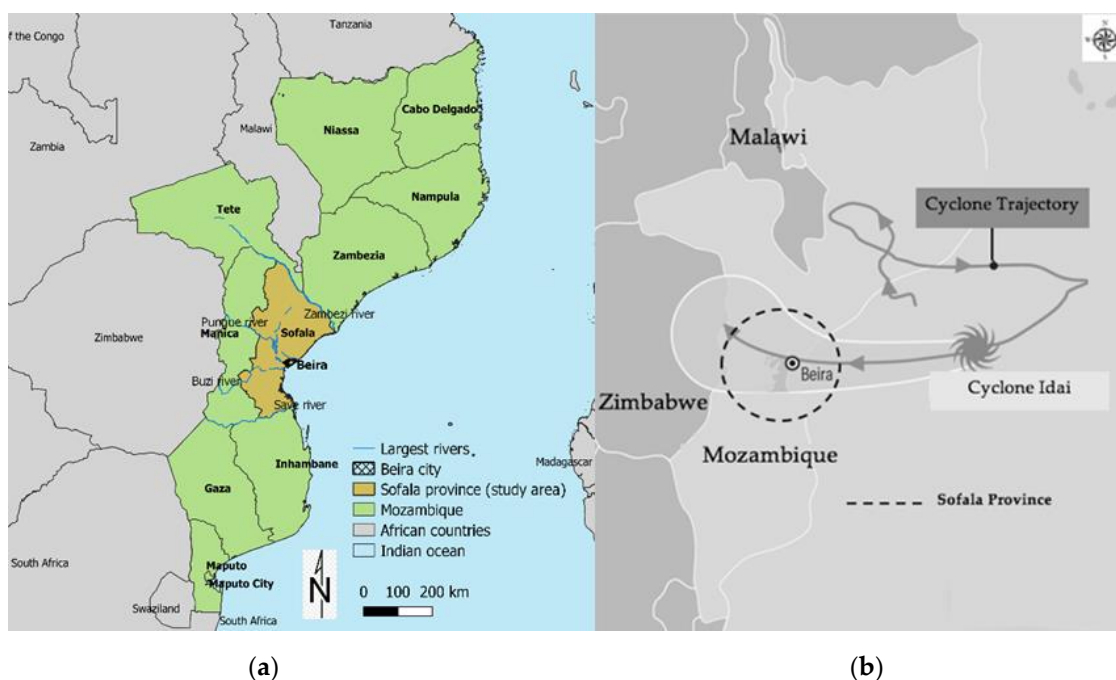 Tanzania
of the Congo
Cabo Delgado
Niassa
Malawi
Zambia
Nampula
Tete
Zambezia
Zambezi river
Pungue river
Sofala
Manica
Zimbabwe
Beira
Buzi river
Save river
Inhambane
Gaza
Madagascar
South Africa
Maputo
Maputo City
Swaziland
South Africa
Largest rivers
Beira city
Sofala province (study area)
Mozambique
African countries
Indian ocean
N
0 100 200 km
Malawi
Cyclone Trajectory
Beira
Cyclone Idai
Zimbabwe
Mozambique
Sofala Province
(a)
(b)